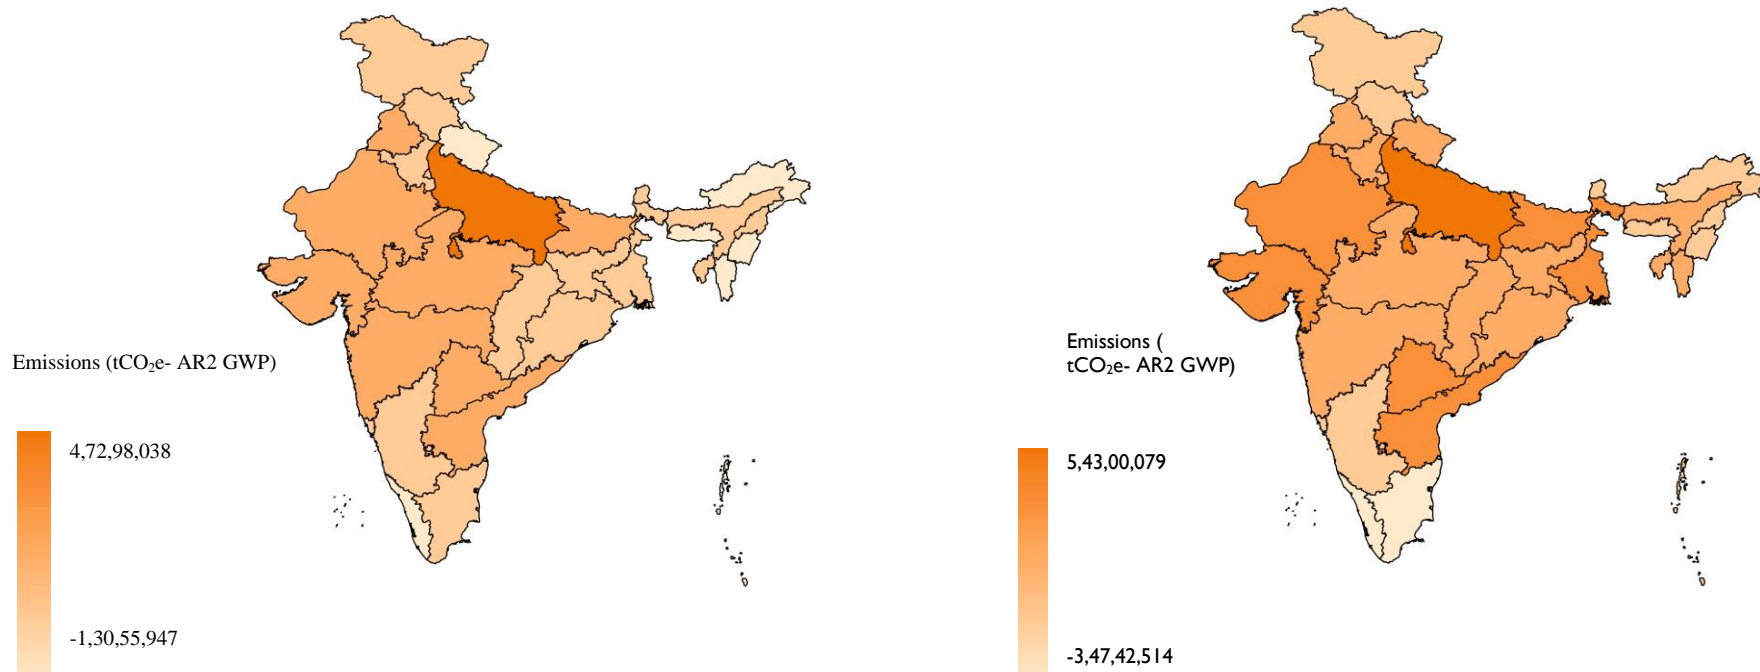 Emissions (tCO₂e- AR2 GWP)
4,72,98,038
-1,30,55,947
Emissions (
tCO₂e- AR2 GWP)
5,43,00,079
-3,47,42,514